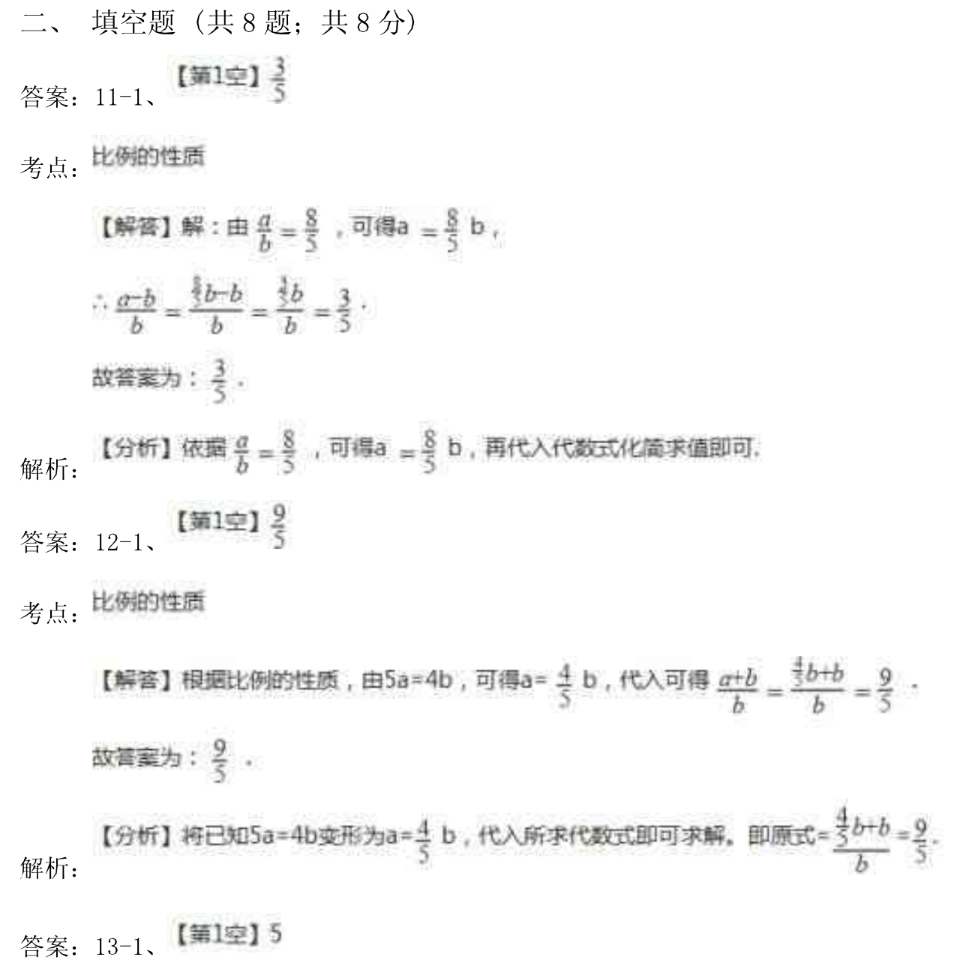 二、 填空题（共 8 题；共 8 分）
答案：11-1、【第1空】3/5
考点：比例的性质
【解答】解：由 a/b = 8/5 ，可得a = 8/5 b，
∴ (a-b)/b = (8/5 b-b)/b = (3/5 b)/b = 3/5 .
故答案为：3/5 .
解析：【分析】依据 a/b = 8/5 ，可得a = 8/5 b，再代入代数式化简求值即可.
答案：12-1、【第1空】9/5
考点：比例的性质
【解答】根据比例的性质，由5a=4b，可得a= 4/5 b，代入可得 (a+b)/b = (4/5 b+b)/b = 9/5 .
故答案为：9/5 .
解析：【分析】将已知5a=4b变形为a= 4/5 b，代入所求代数式即可求解。即原式= (4/5 b+b)/b = 9/5.
答案：13-1、【第1空】5